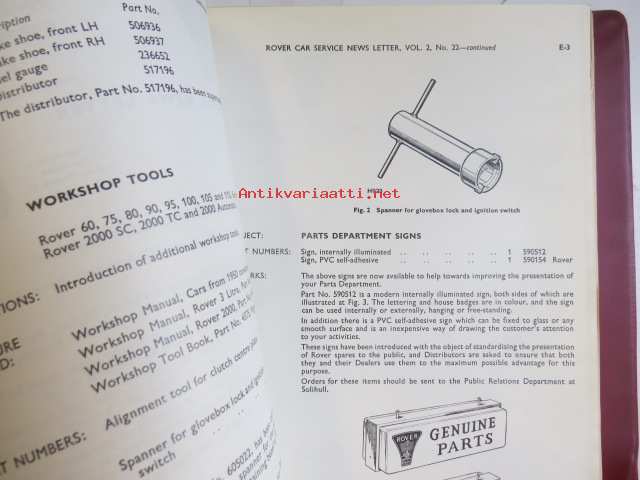 ription
Part No.
ke shoe, front LH 506936
ke shoe, front RH 506937
el gauge 236652
Distributor 517196
The distributor, Part No. 517196, has been
WORKSHOP TOOLS
Rover 60, 75, 80, 90, 95, 100, 105 and
Rover 2000 SC, 2000 TC and 2000
TIONS: Introduction of additional workshop tools
URE
D:
Workshop Manual, Cars from 1950
Workshop Manual, Rover 3 Litre,
Workshop Manual, Rover 2000,
Workshop Tool Book, Part No.
Alignment tool for clutch centre plate
T NUMBERS: Spanner for glovebox lock and ignition
switch
No. 605022, has been
ROVER CAR SERVICE NEWS LETTER, VOL. 2, No. 22—continued E-3
Antikvariaatti.net
Fig. 2 Spanner for glovebox lock and ignition switch
JECT: PARTS DEPARTMENT SIGNS
T NUMBERS: Sign, internally illuminated .. .. .. .. 1 590512
Sign, PVC self-adhesive .. .. .. .. 1 590154 Rover
RKS: The above signs are now available to help towards improving the presentation of
your Parts Department.
Part No. 590512 is a modern internally illuminated sign, both sides of which are
illustrated at Fig. 3. The lettering and house badges are in colour, and the sign
can be used internally or externally, hanging or free-standing.
In addition there is a PVC self-adhesive sign which can be fixed to glass or any
smooth surface and is an inexpensive way of drawing the customer's attention
to your activities.
These signs have been introduced with the object of standardising the presentation
of Rover spares to the public, and Distributors are asked to ensure that both
they and their Dealers use them to the maximum possible advantage for this
purpose.
Orders for these items should be sent to the Public Relations Department at
Solihull.
ROVER
GENUINE
PARTS